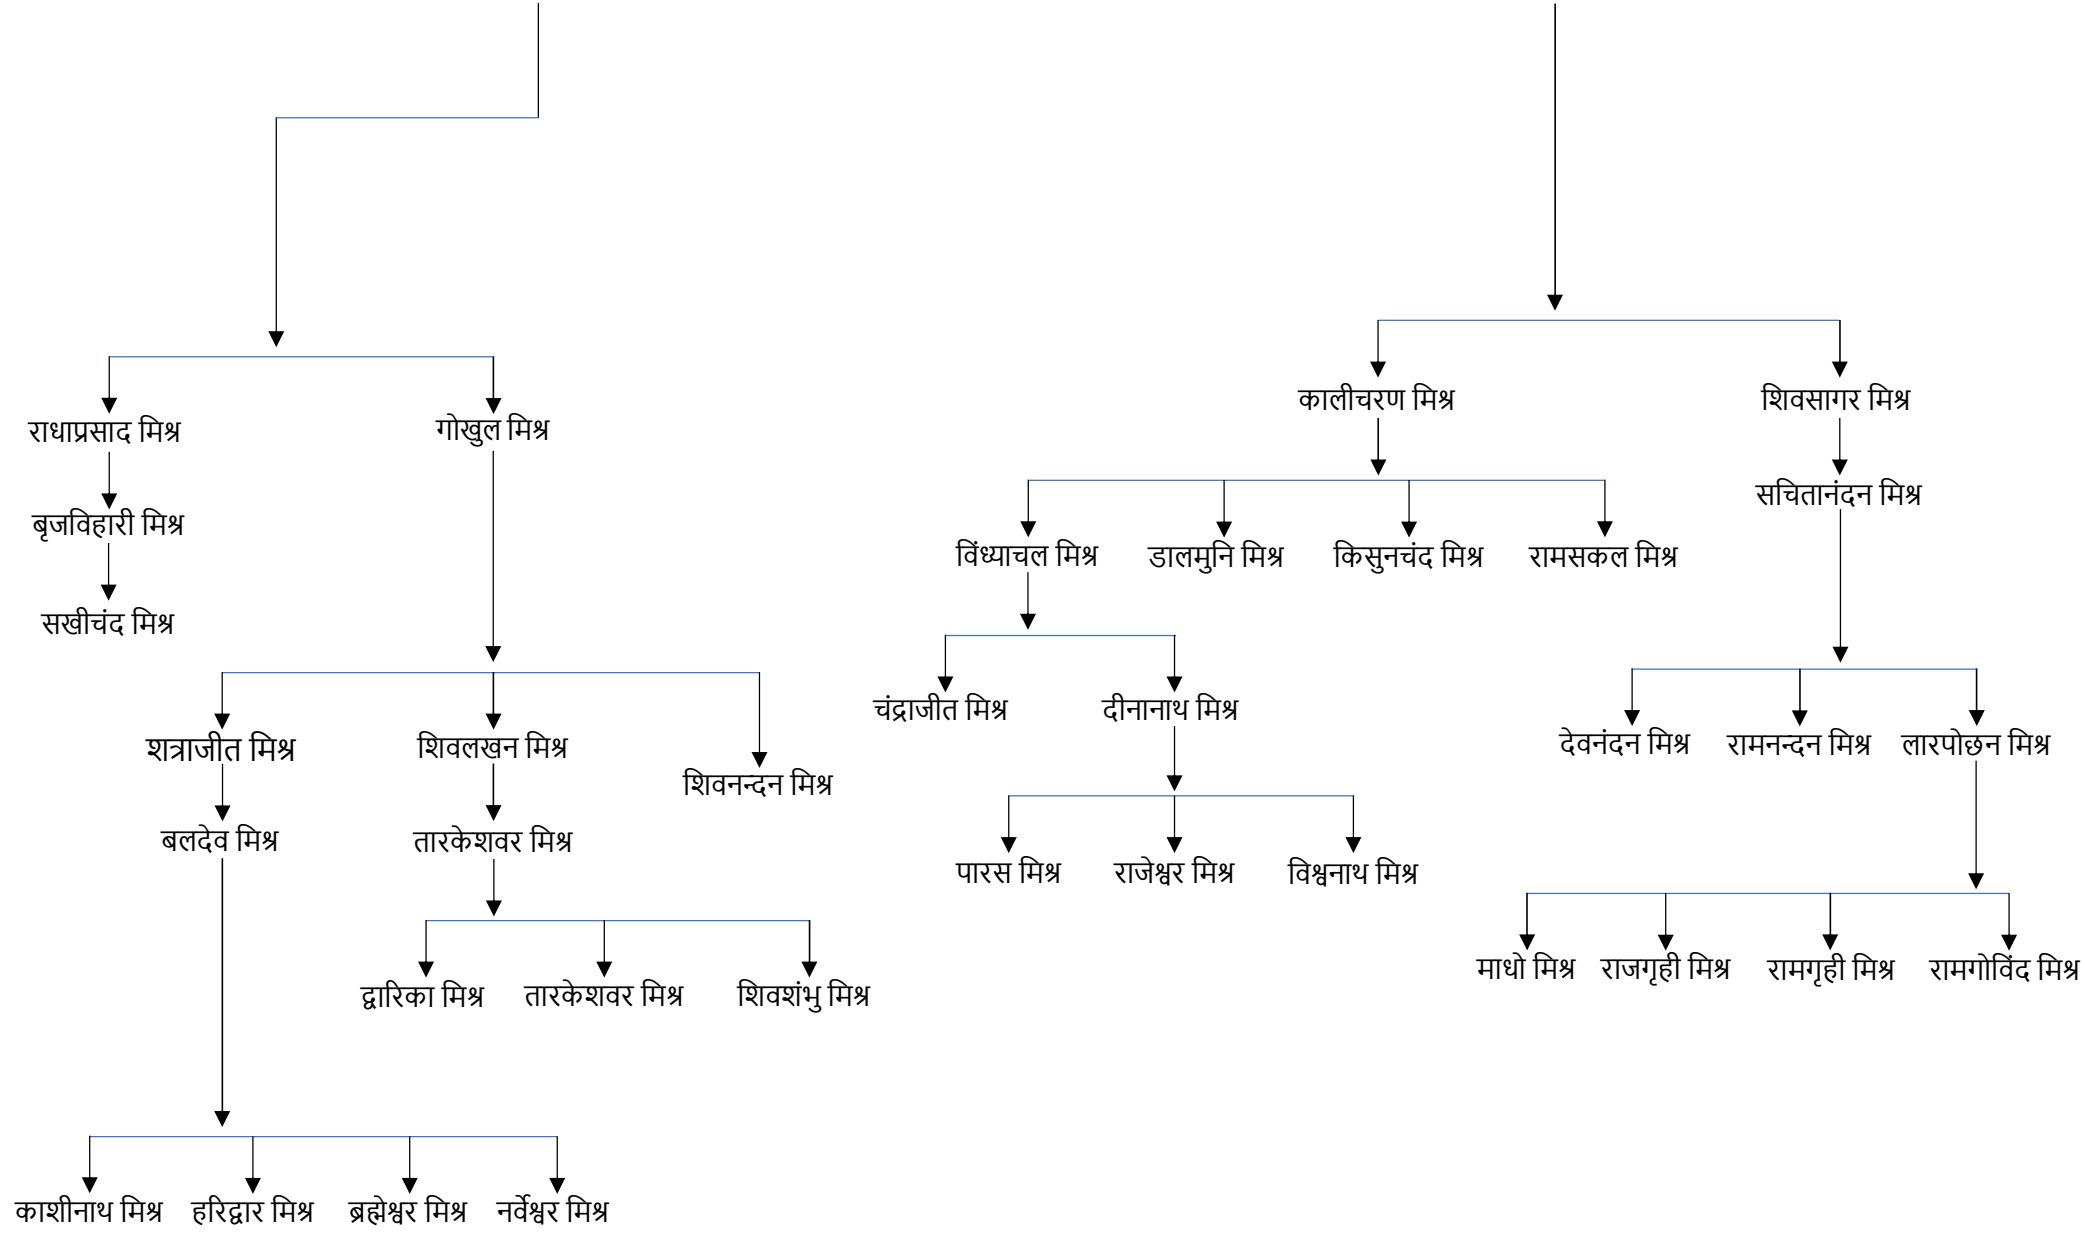 कालीचरण मिश्र
शिवसागर मिश्र
राधाप्रसाद मिश्र
गोखुल मिश्र
सचितानंदन मिश्र
बृजविहारी मिश्र
विंध्याचल मिश्र
डालमुनि मिश्र
किसुनचंद मिश्र
रामसकल मिश्र
सखीचंद मिश्र
चंद्राजीत मिश्र
दीनानाथ मिश्र
शत्राजीत मिश्र
शिवलखन मिश्र
शिवनन्दन मिश्र
देवनंदन मिश्र
रामनन्दन मिश्र
लारपोछन मिश्र
बलदेव मिश्र
तारकेशवर मिश्र
पारस मिश्र
राजेश्वर मिश्र
विश्वनाथ मिश्र
द्वारिका मिश्र
तारकेशवर मिश्र
शिवशंभु मिश्र
माधो मिश्र
राजगृही मिश्र
रामगृही मिश्र
रामगोविंद मिश्र
काशीनाथ मिश्र
हरिद्वार मिश्र
ब्रह्मेश्वर मिश्र
नर्वेश्वर मिश्र